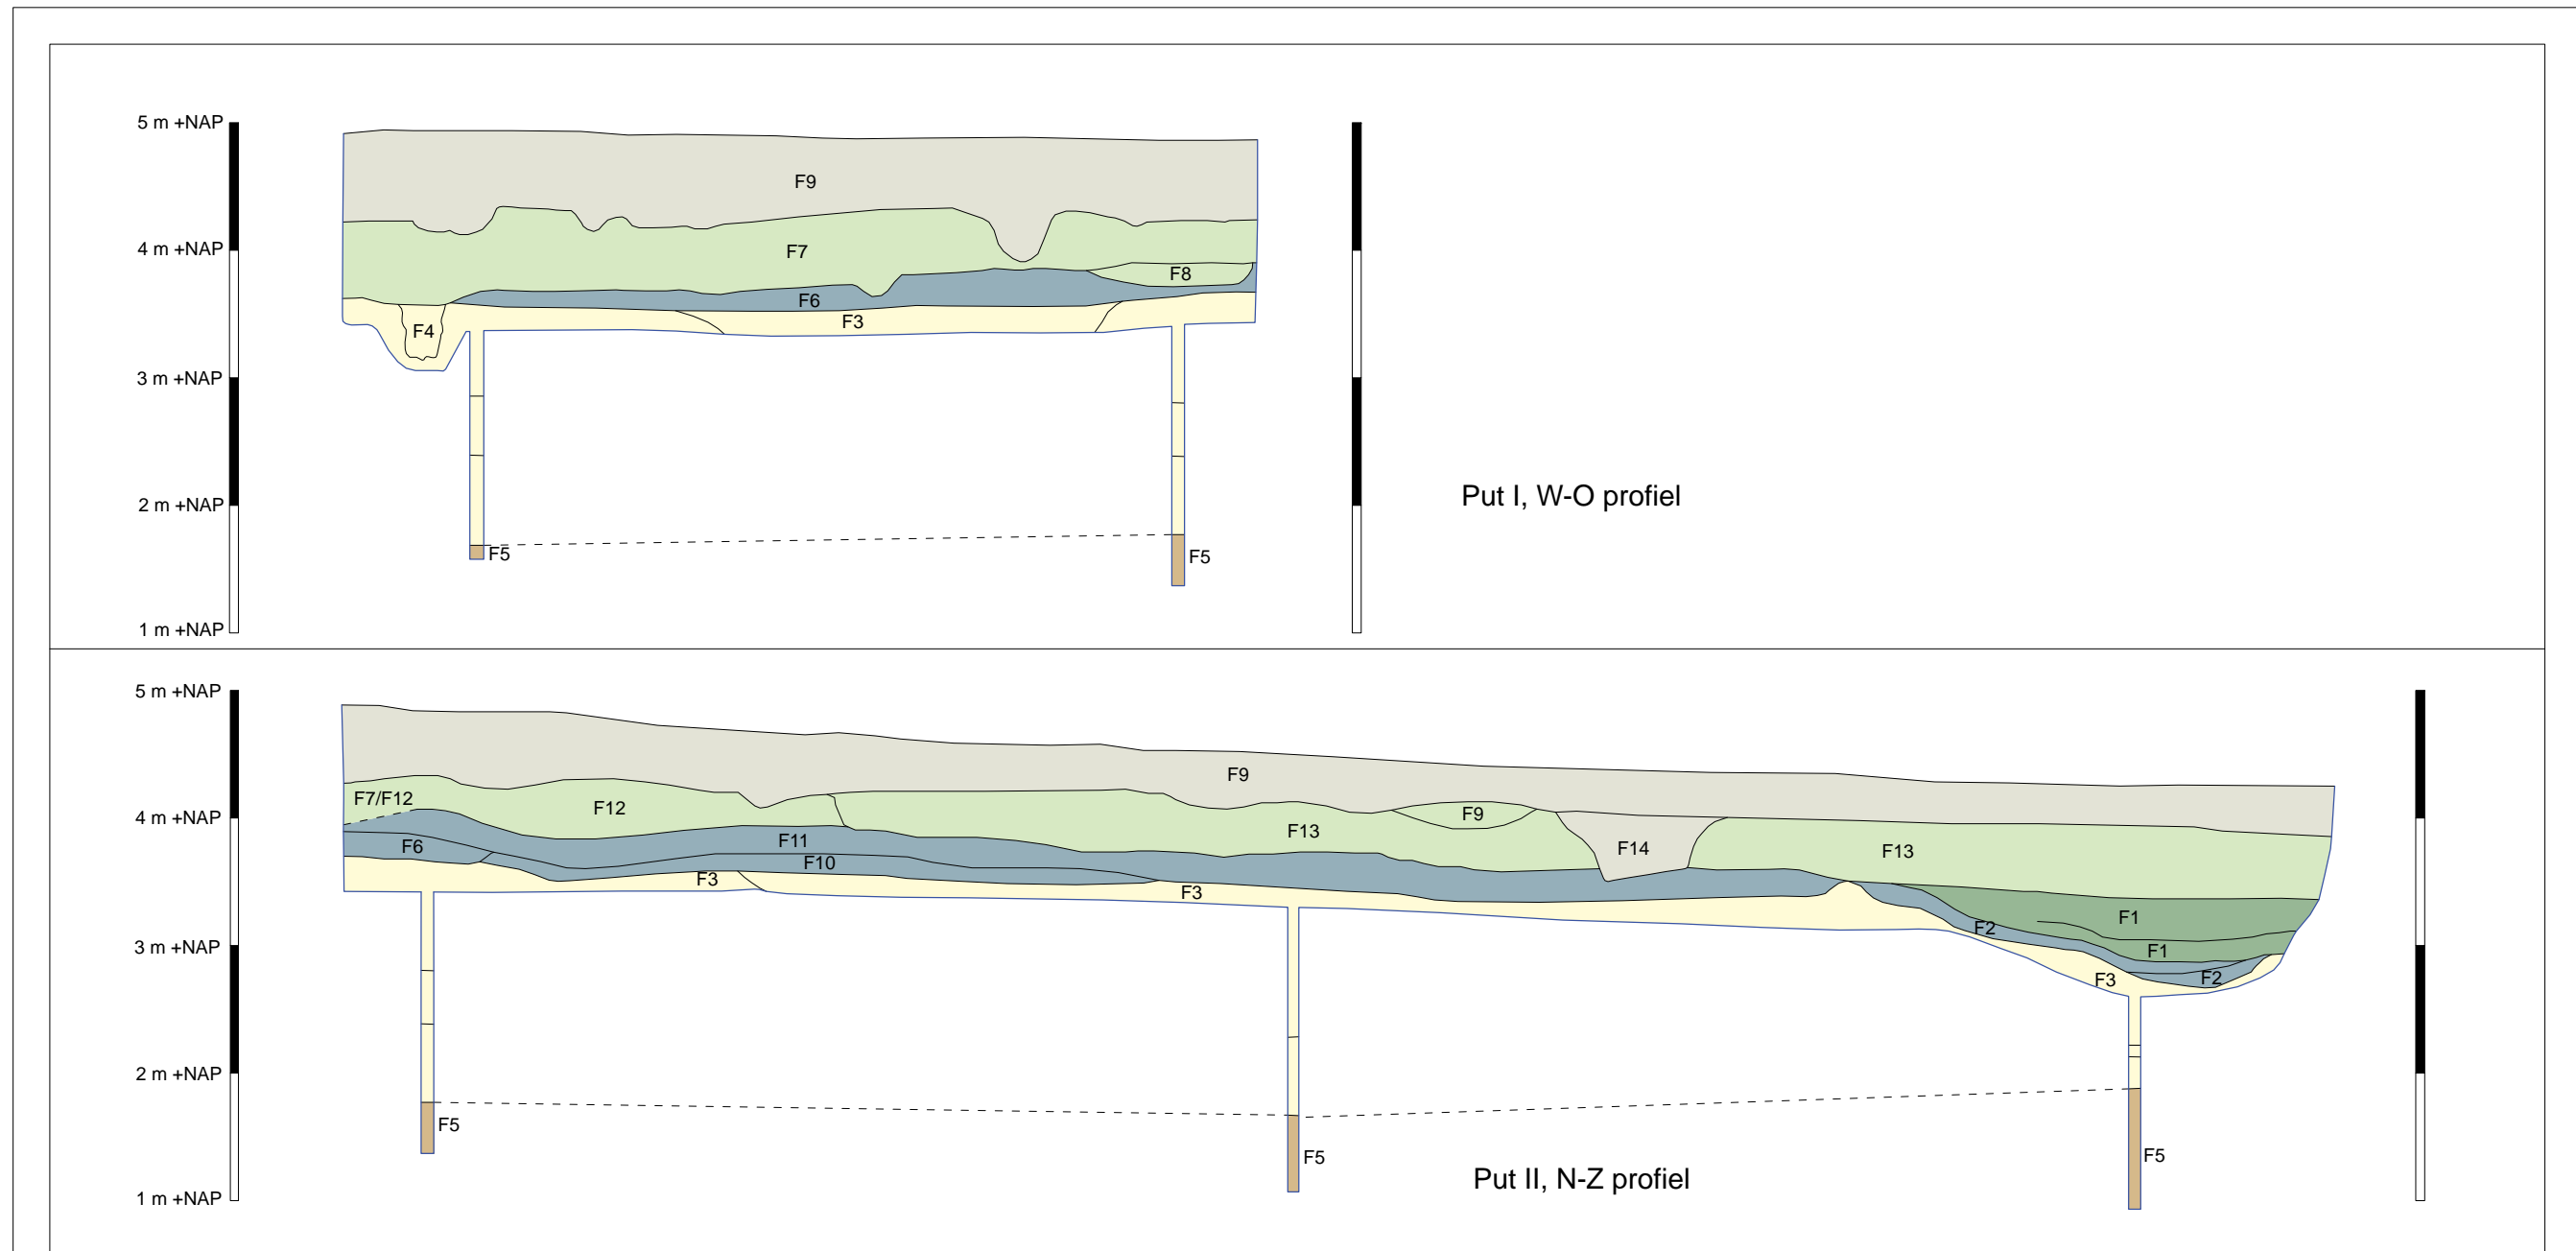 5 m +NAP
F9
4 m +NAP
F7
F8
F6
F3
F4
3 m +NAP
Put I, W-O profiel
2 m +NAP
F5
F5
1 m +NAP
5 m +NAP
F9
F7/F12
F12
F9
4 m +NAP
F13
F11
F14
F13
F6
F10
F3
F3
F1
F2
3 m +NAP
F1
F3
F2
2 m +NAP
F5
F5
F5
Put II, N-Z profiel
1 m +NAP